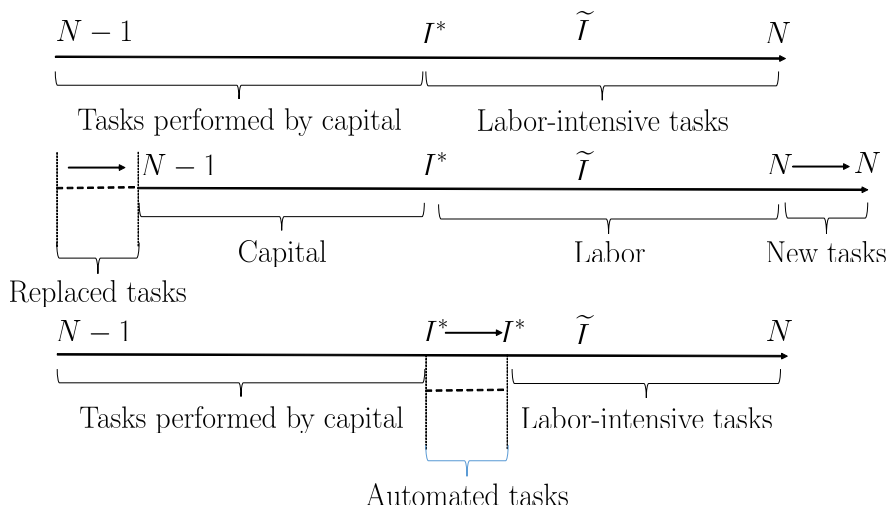 N − 1 I* Ĩ N
Tasks performed by capital Labor-intensive tasks
N − 1 I* Ĩ N N
Capital Labor New tasks
Replaced tasks
N − 1 I* I* Ĩ N
Tasks performed by capital Labor-intensive tasks
Automated tasks